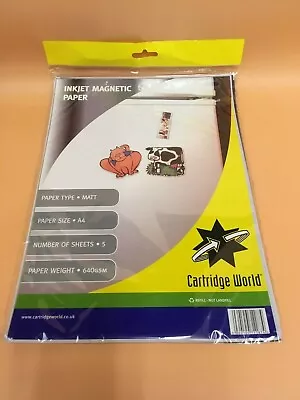 INKJET MAGNETIC
PAPER
PAPER TYPE • MATT
PAPER SIZE • A4
NUMBER OF SHEETS • 5
PAPER WEIGHT • 640GSM
Cartridge World
REFILL - NOT LANDFILL
www.cartridgeworld.co.uk